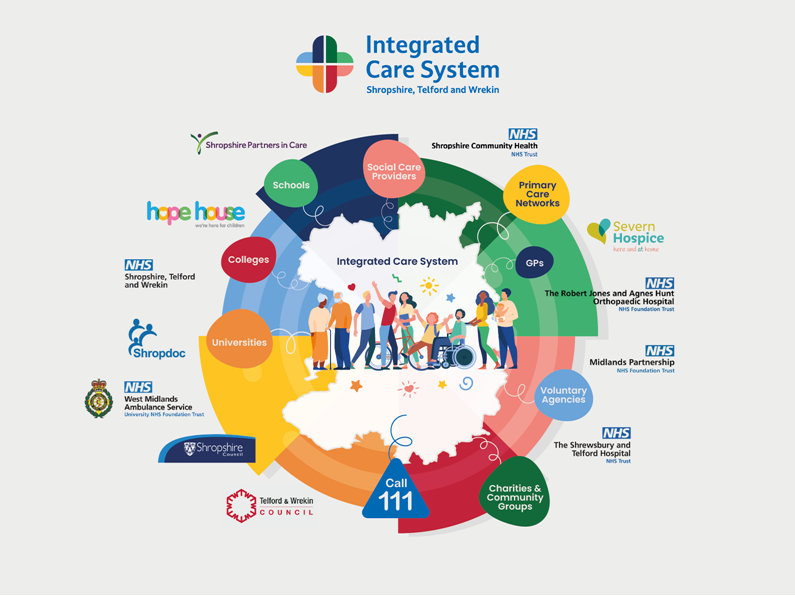 Integrated
Care System
Shropshire, Telford and Wrekin
Shropshire Partners in Care
NHS
Shropshire Community Health
NHS Trust
Social Care
Providers
Schools
Primary
Care
Networks
hope house
we're here for children
Severn
Hospice
here and at home
Colleges
Integrated Care System
GPs
NHS
Shropshire, Telford
and Wrekin
NHS
The Robert Jones and Agnes Hunt
Orthopaedic Hospital
NHS Foundation Trust
Universities
Shropdoc
NHS
Midlands Partnership
NHS Foundation Trust
NHS
West Midlands
Ambulance Service
University NHS Foundation Trust
Voluntary
Agencies
NHS
The Shrewsbury and
Telford Hospital
NHS Trust
Shropshire
Council
Call
111
Charities &
Community
Groups
Telford & Wrekin
COUNCIL